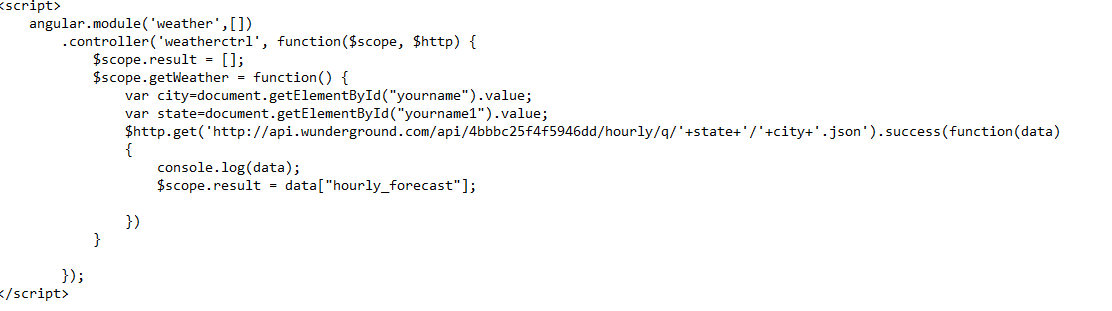 <script>
angular.module('weather',[])
.controller('weatherctrl', function($scope, $http) {
$scope.result = [];
$scope.getWeather = function() {
var city=document.getElementById("yourname").value;
var state=document.getElementById("yourname1").value;
$http.get('http://api.wunderground.com/api/4bbbc25f4f5946dd/hourly/q/'+state+'/'+city+'.json').success(function(data)
{
console.log(data);
$scope.result = data["hourly_forecast"];
})
}
});
</script>